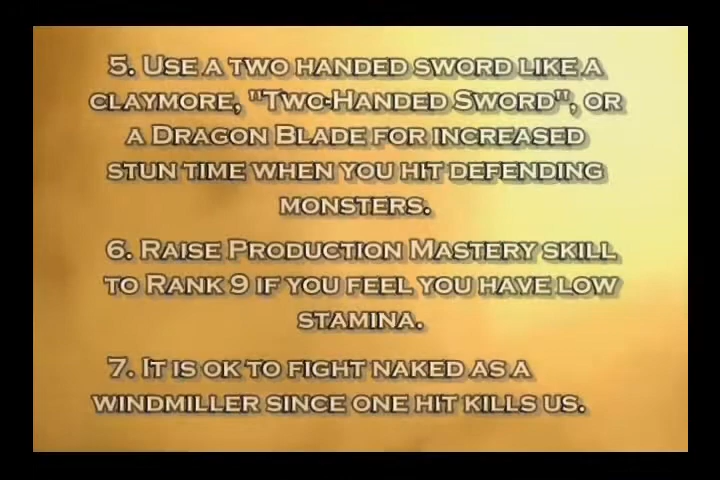 5. Use a two handed sword like a
claymore, "Two-Handed Sword", or
a Dragon Blade for increased
stun time when you hit defending
monsters.
6. Raise Production Mastery skill
to Rank 9 if you feel you have low
stamina.
7. It is ok to fight naked as a
windmiller since one hit kills us.